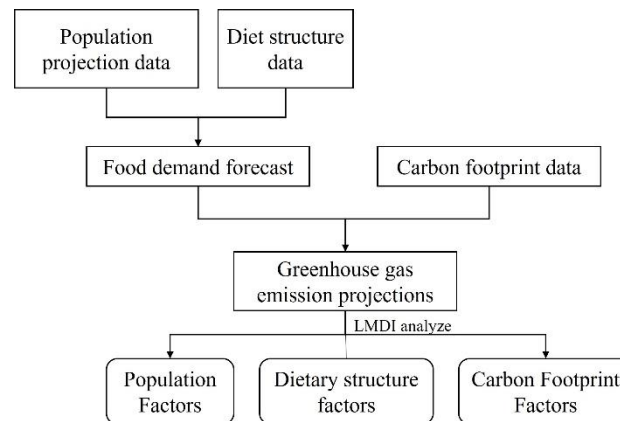 Population
projection data
Diet structure
data
Food demand forecast
Carbon footprint data
Greenhouse gas
emission projections
LMDI analyze
Population
Factors
Dietary structure
factors
Carbon Footprint
Factors